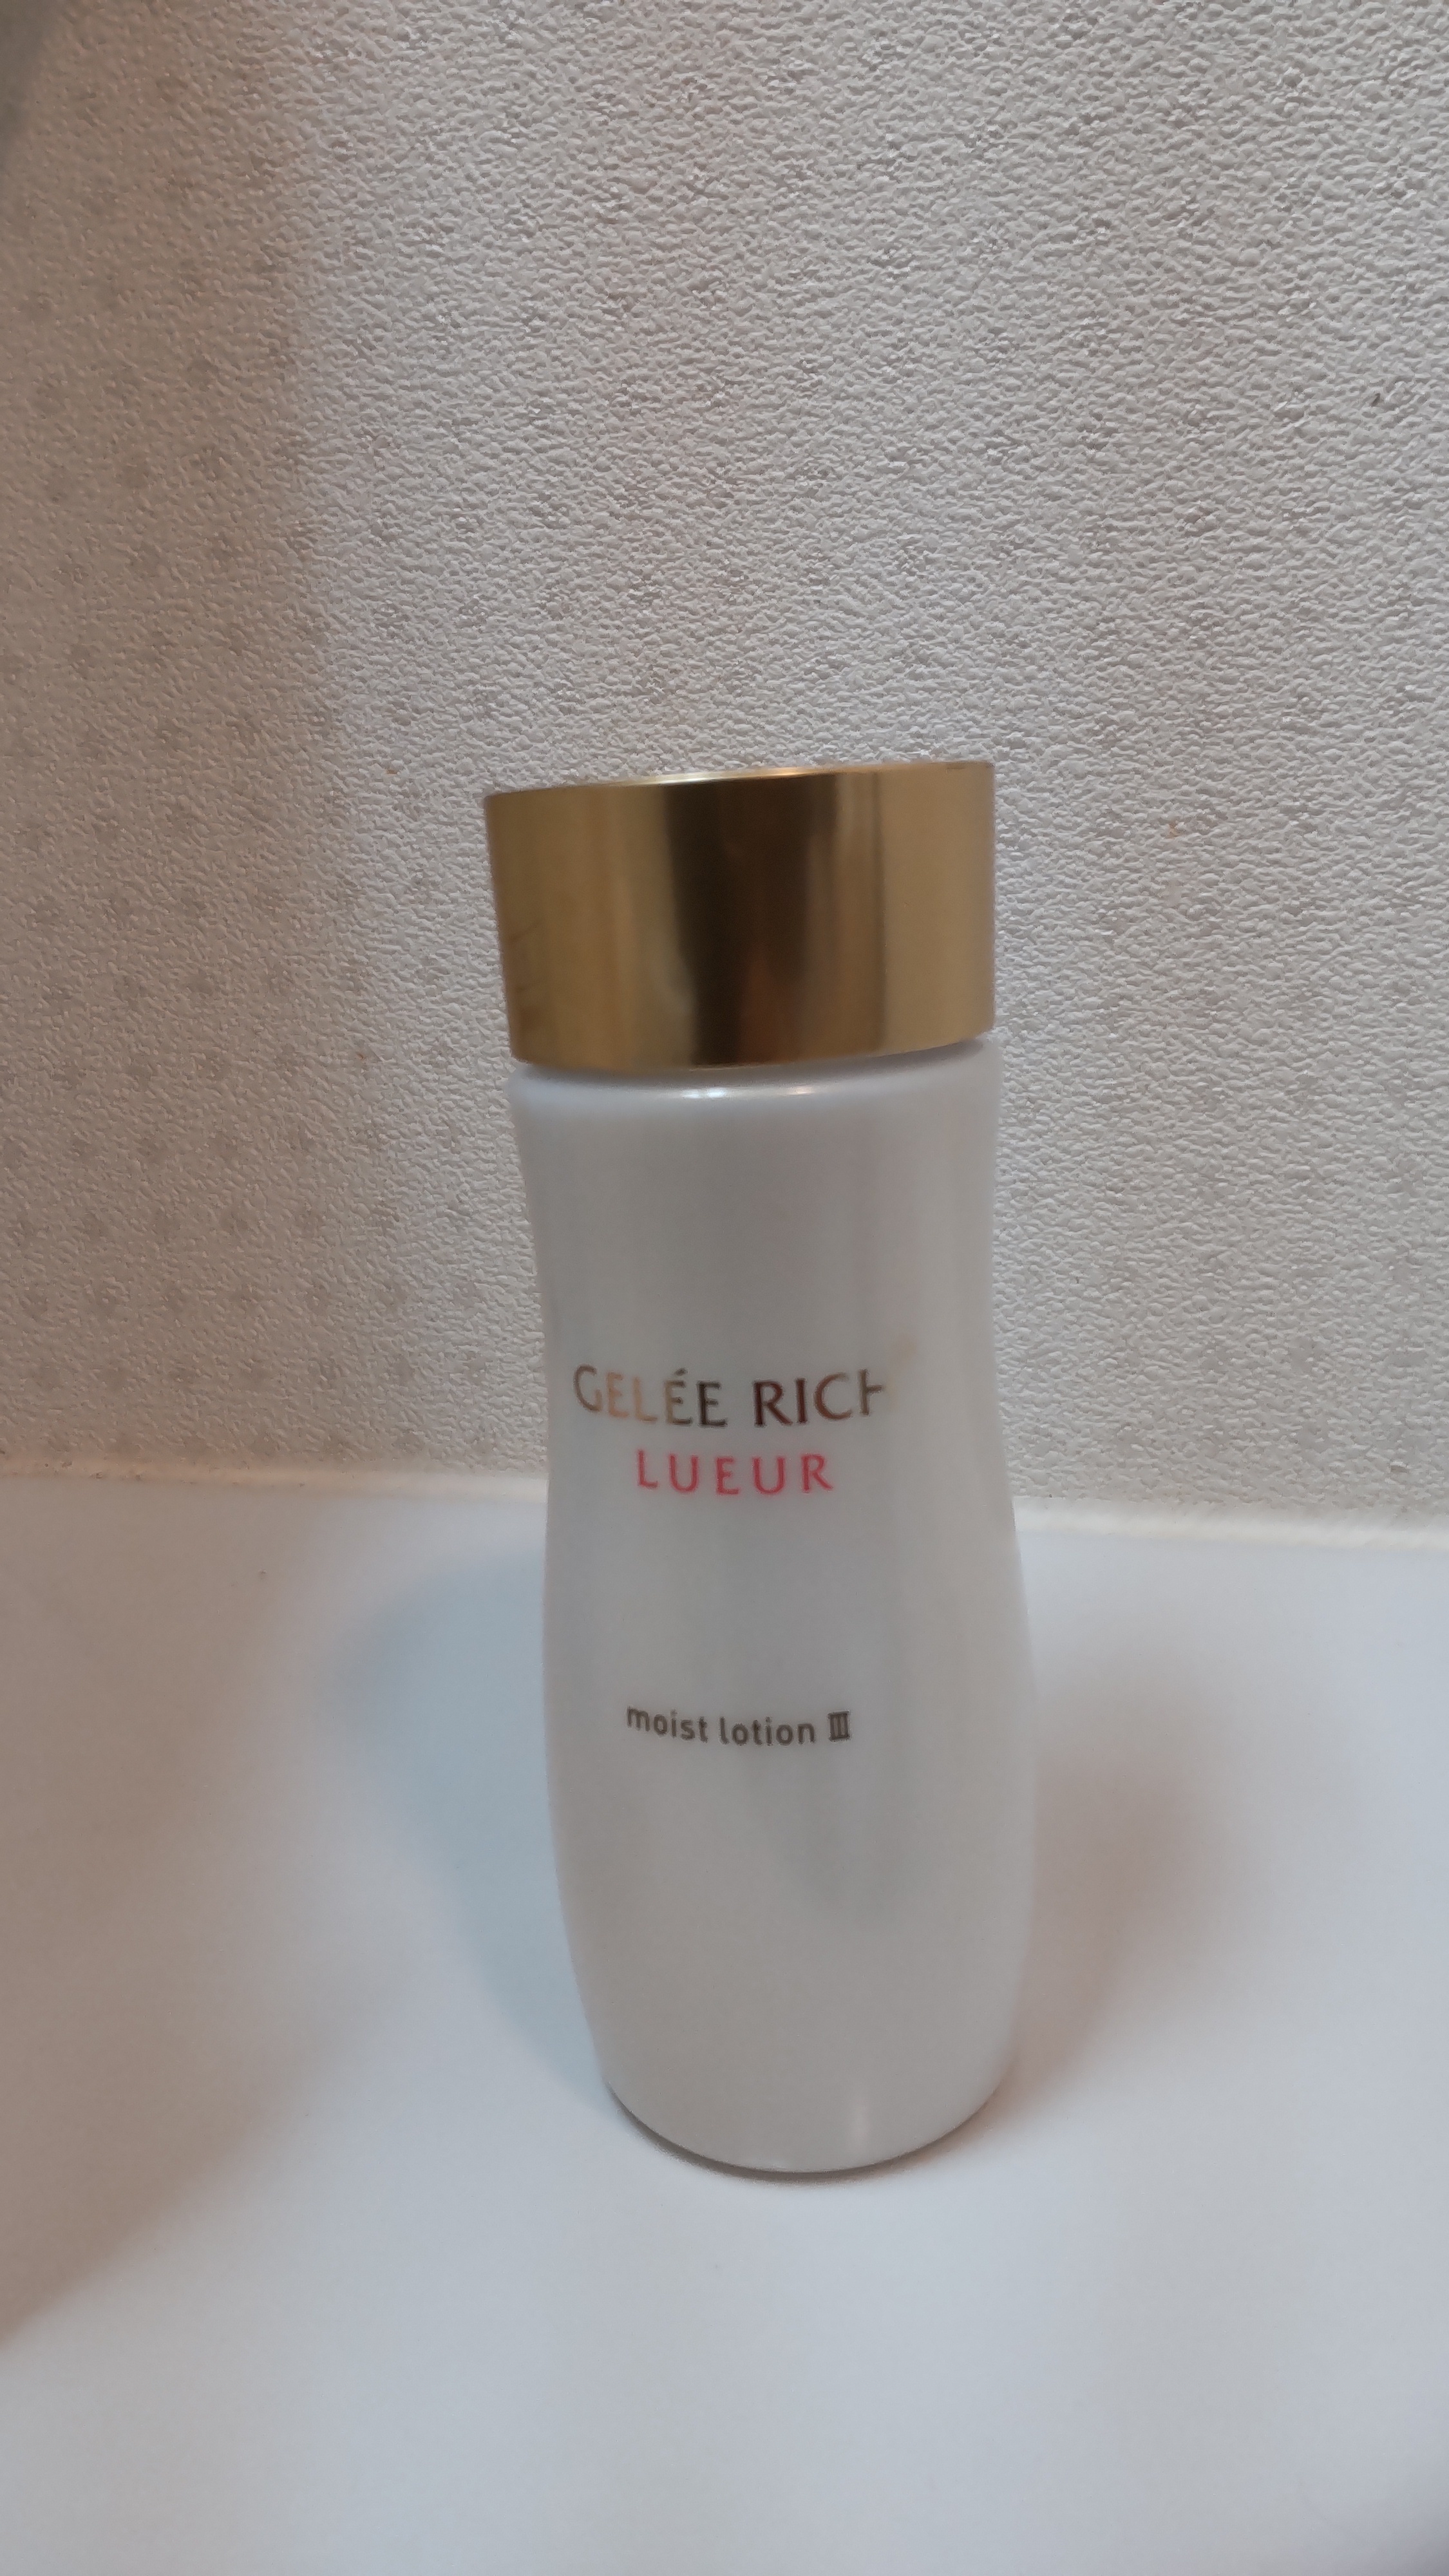 GELÉE RICH
LUEUR
moist lotion Ⅲ